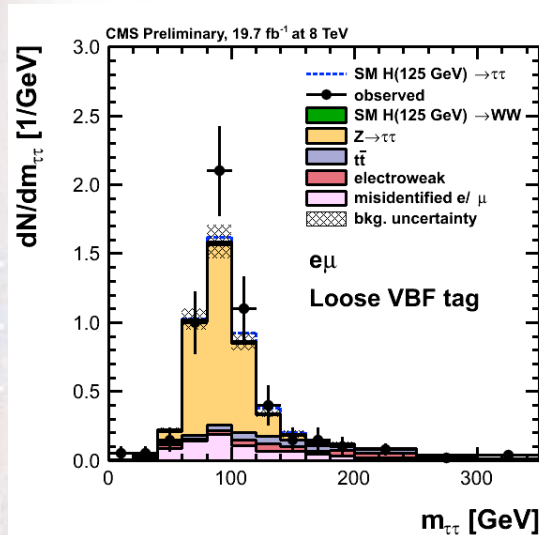 CMS Preliminary, 19.7 fb⁻¹ at 8 TeV
dN/dm_ττ [1/GeV]
3.0
2.5
2.0
1.5
1.0
0.5
0.0
SM H(125 GeV) →ττ
observed
SM H(125 GeV) →WW
Z→ττ
tt̄
electroweak
misidentified e/ μ
bkg. uncertainty
eμ
Loose VBF tag
0 100 200 300
m_ττ [GeV]